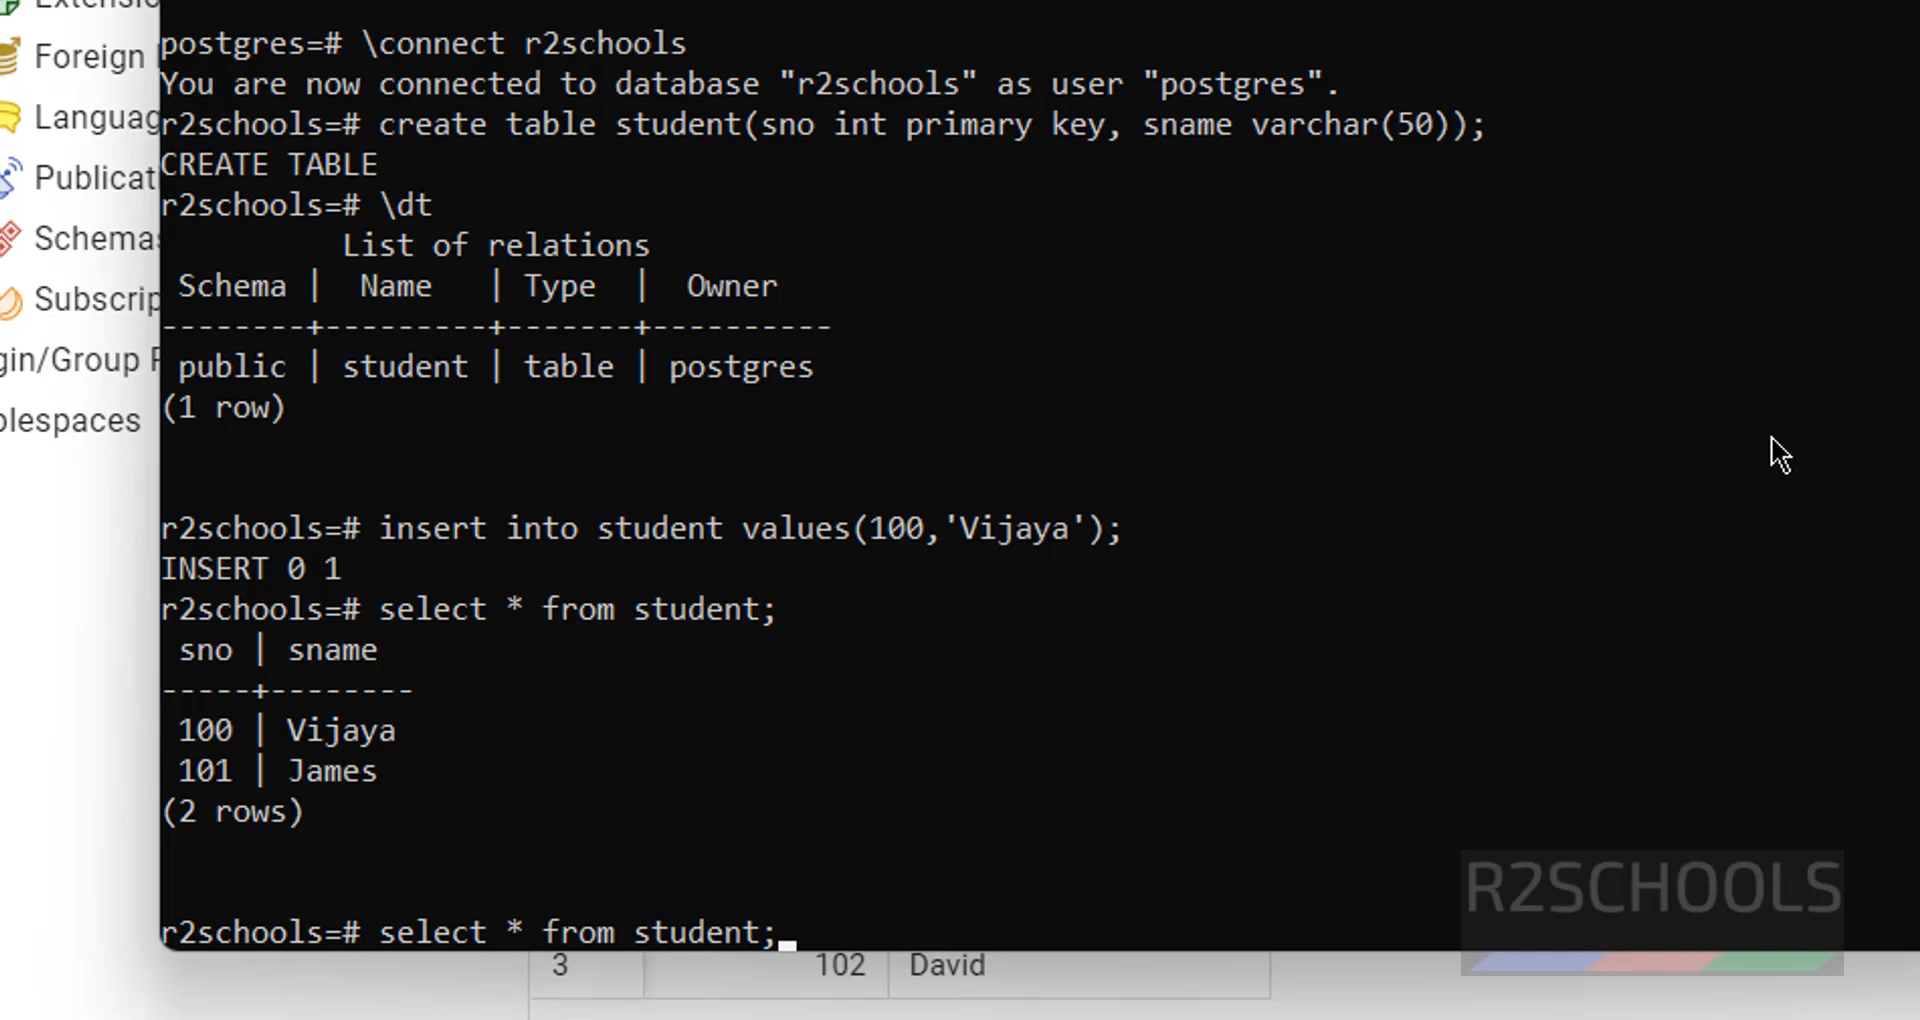 Extensio
postgres=# \connect r2schools
Foreign
You are now connected to database "r2schools" as user "postgres".
Languag
r2schools=# create table student(sno int primary key, sname varchar(50));
CREATE TABLE
Publicat
r2schools=# \dt
Schemas
List of relations
Schema | Name | Type | Owner
Subscrip
--------+---------+-------+----------
gin/Group
public | student | table | postgres
(1 row)
blespaces
r2schools=# insert into student values(100,'Vijaya');
INSERT 0 1
r2schools=# select * from student;
sno | sname
-----+--------
100 | Vijaya
101 | James
(2 rows)
R2SCHOOLS
r2schools=# select * from student;
3 102 David